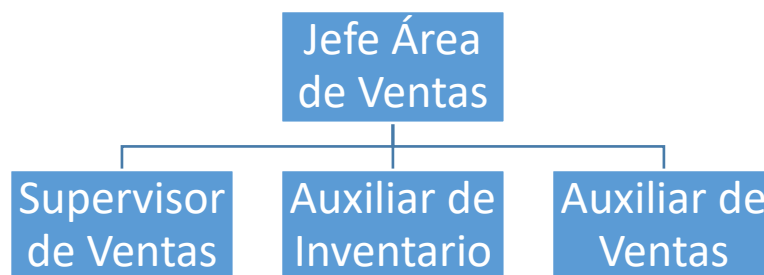 Jefe Área
de Ventas
Supervisor
de Ventas
Auxiliar de
Inventario
Auxiliar de
Ventas